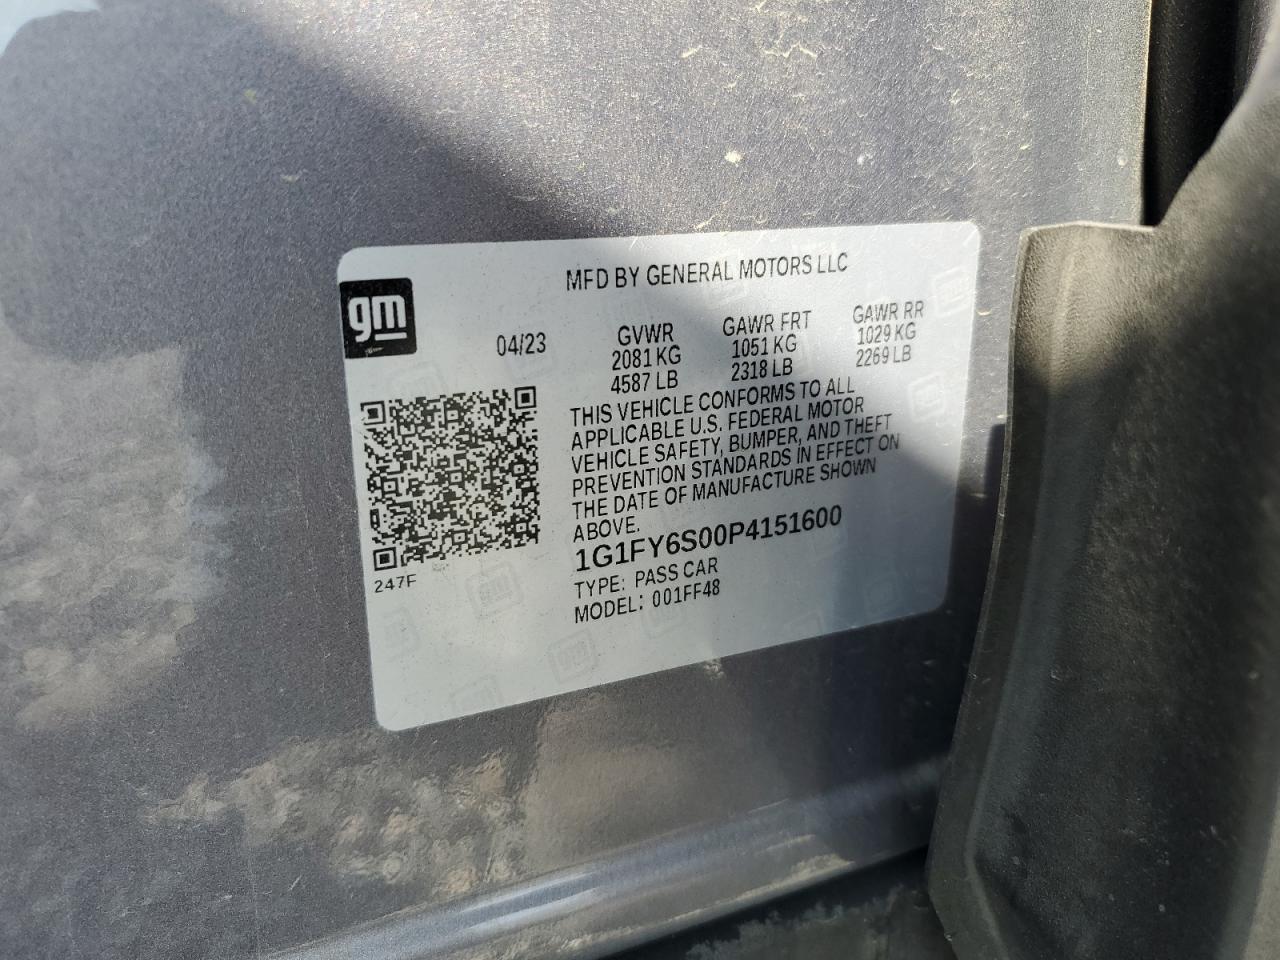 MFD BY GENERAL MOTORS LLC
gm
04/23
GVWR
2081 KG
4587 LB
GAWR FRT
1051 KG
2318 LB
GAWR RR
1029 KG
2269 LB
THIS VEHICLE CONFORMS TO ALL
APPLICABLE U.S. FEDERAL MOTOR
VEHICLE SAFETY, BUMPER, AND THEFT
PREVENTION STANDARDS IN EFFECT ON
THE DATE OF MANUFACTURE SHOWN
ABOVE.
1G1FY6S00P4151600
TYPE: PASS CAR
MODEL: 001FF48
247F